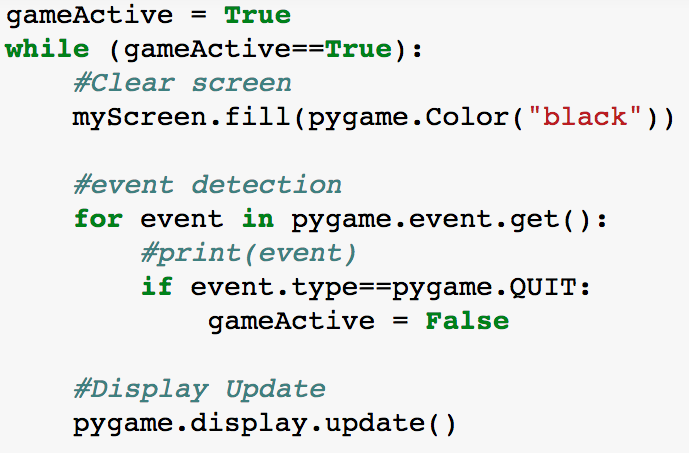 gameActive = True
while (gameActive==True):
    #Clear screen
    myScreen.fill(pygame.Color("black"))

    #event detection
    for event in pygame.event.get():
        #print(event)
        if event.type==pygame.QUIT:
            gameActive = False

    #Display Update
    pygame.display.update()